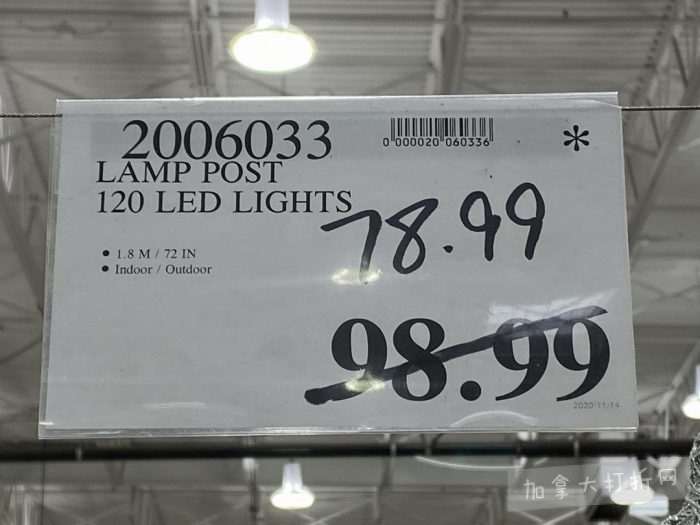 2006033
0 000020 060336
*
LAMP POST
120 LED LIGHTS
78.99
• 1.8 M / 72 IN
• Indoor / Outdoor
98.99
2020/11/14
加拿大打折网